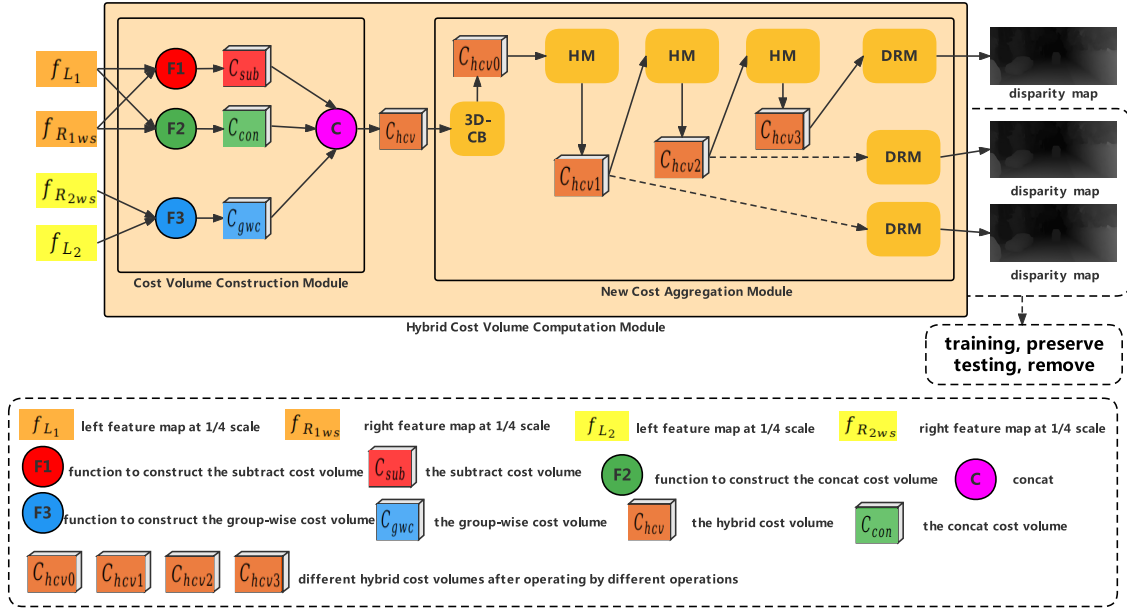 f_{L_1}
F1
C_{sub}
C_{hcv0}
HM
HM
HM
DRM
disparity map
f_{R_{1ws}}
F2
C_{con}
C
C_{hcv}
3D-
CB
C_{hcv3}
C_{hcv2}
C_{hcv1}
DRM
disparity map
f_{R_{2ws}}
F3
C_{gwc}
f_{L_2}
DRM
disparity map
Cost Volume Construction Module
New Cost Aggregation Module
Hybrid Cost Volume Computation Module
training, preserve
testing, remove
f_{L_1} left feature map at 1/4 scale f_{R_{1ws}} right feature map at 1/4 scale f_{L_2} left feature map at 1/4 scale f_{R_{2ws}} right feature map at 1/4 scale
F1 function to construct the subtract cost volume C_{sub} the subtract cost volume F2 function to construct the concat cost volume C concat
F3 function to construct the group-wise cost volume C_{gwc} the group-wise cost volume C_{hcv} the hybrid cost volume C_{con} the concat cost volume
C_{hcv0} C_{hcv1} C_{hcv2} C_{hcv3} different hybrid cost volumes after operating by different operations